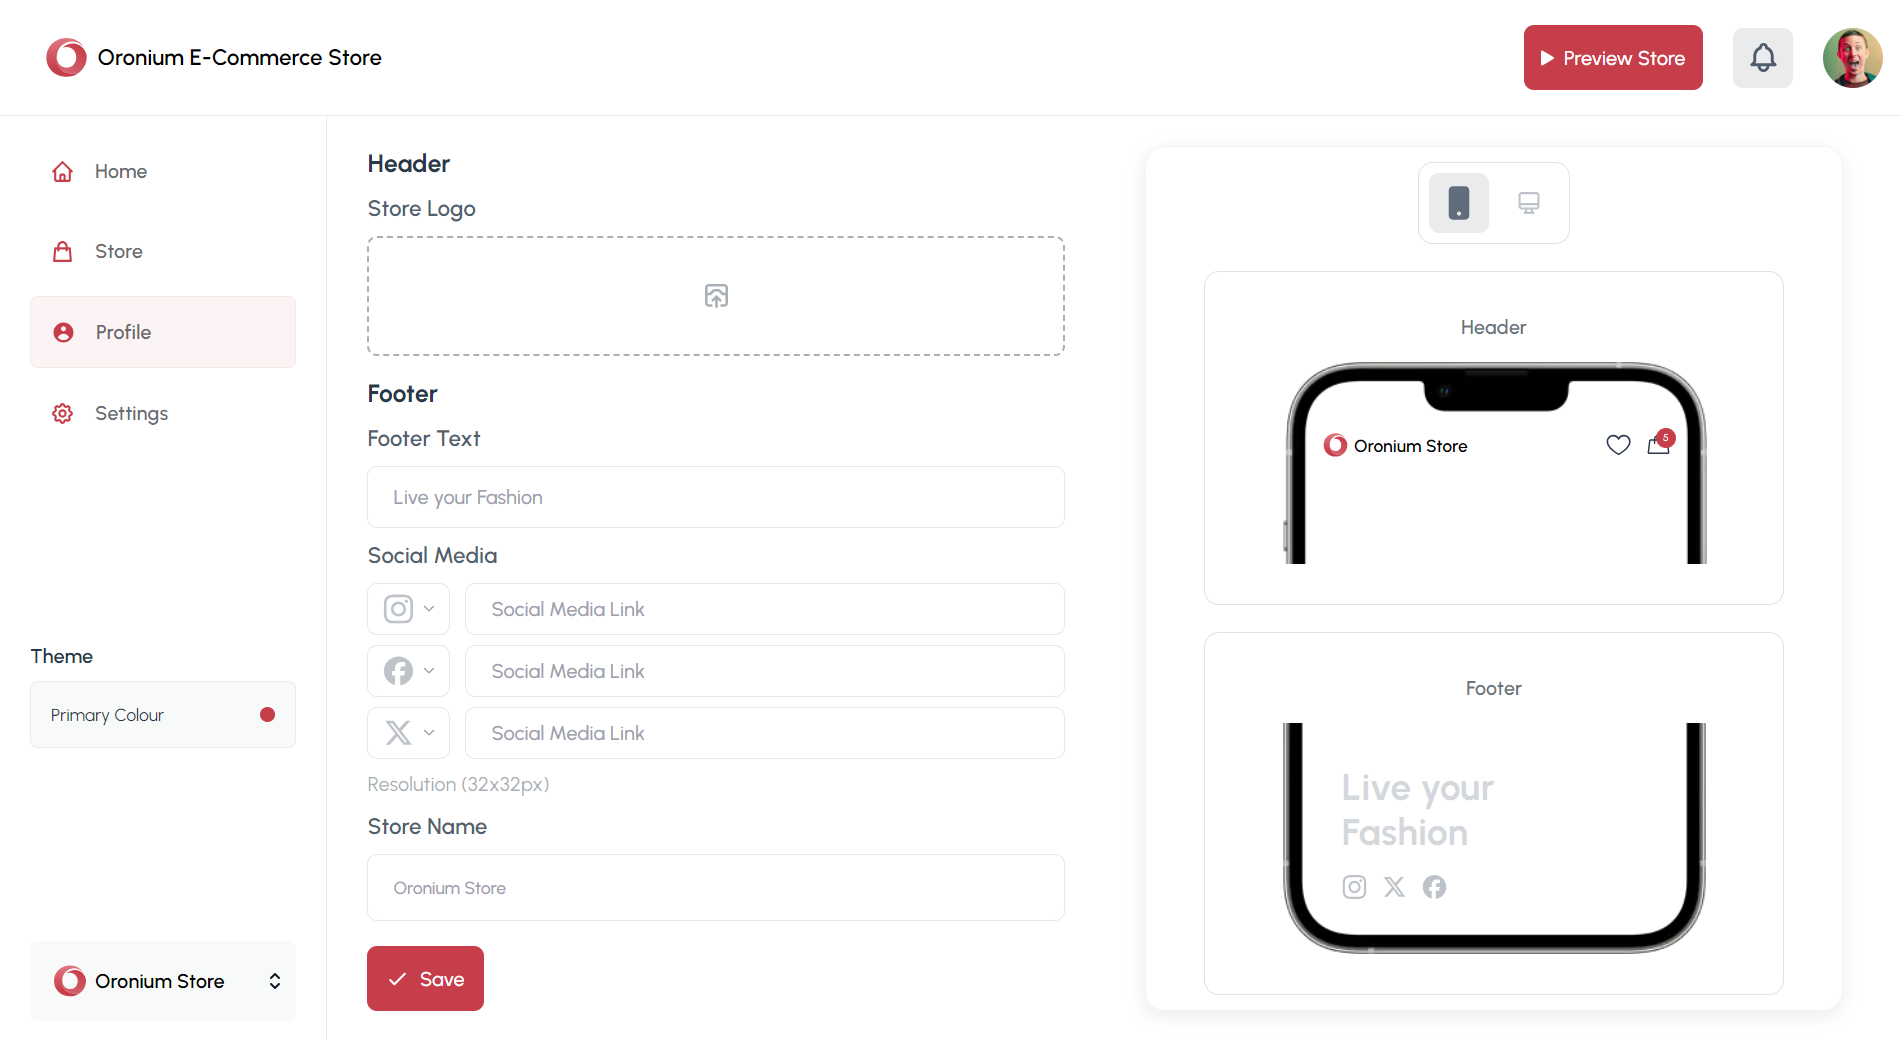 Oronium E-Commerce Store
Preview Store
Home
Store
Profile
Settings
Theme
Primary Colour
Oronium Store
Header
Store Logo
Footer
Footer Text
Live your Fashion
Social Media
Social Media Link
Social Media Link
Social Media Link
Resolution (32x32px)
Store Name
Oronium Store
Save
Header
Oronium Store
5
Footer
Live your
Fashion